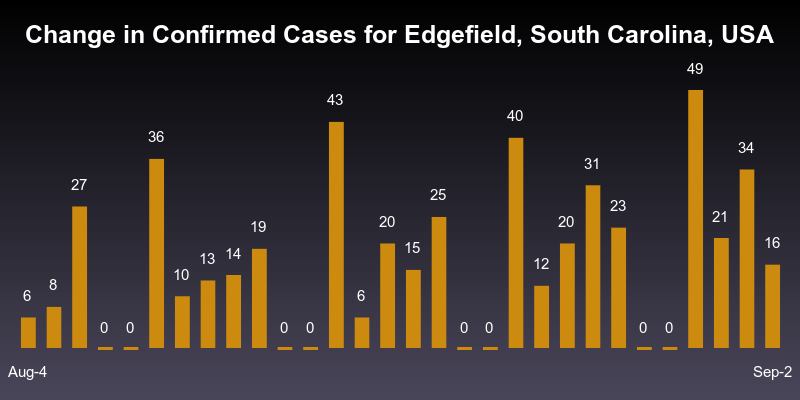 Change in Confirmed Cases for Edgefield, South Carolina, USA
6 8 27 0 0 36 10 13 14 19 0 0 43 6 20 15 25 0 0 40 12 20 31 23 0 0 49 21 34 16
Aug-4 Sep-2